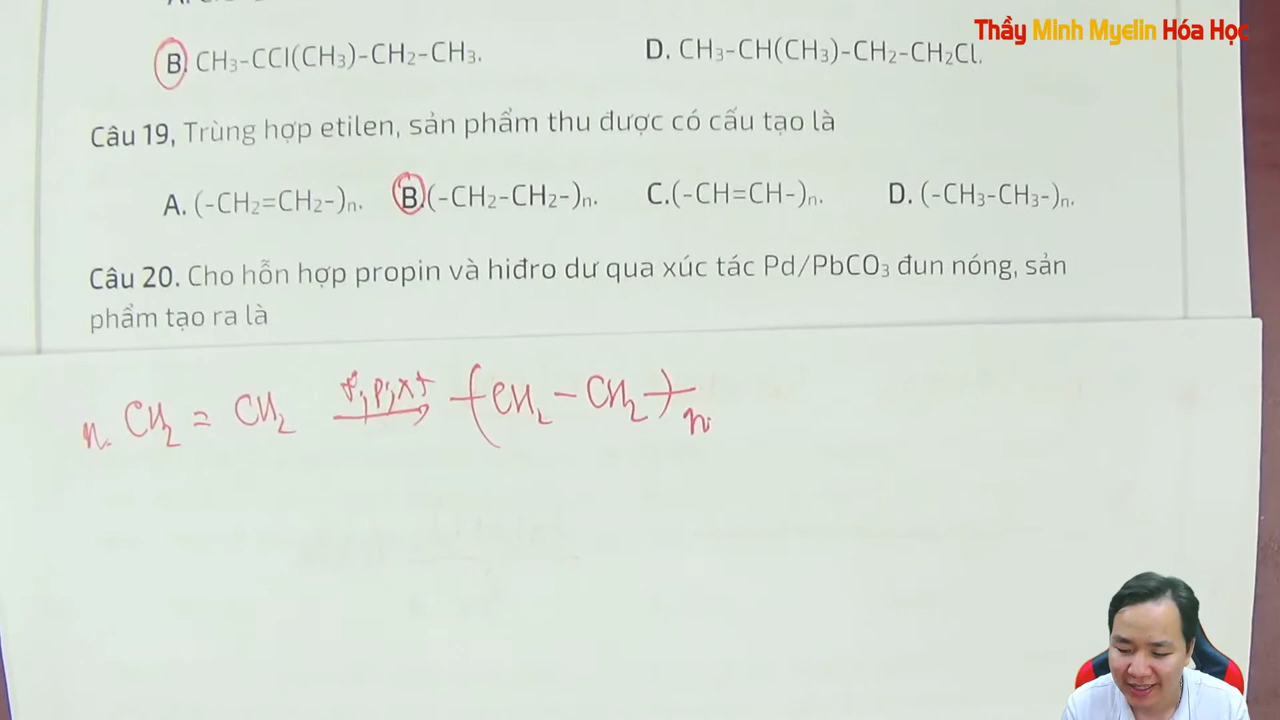 Thầy Minh Myelin Hóa Học
B. CH₃-CCl(CH₃)-CH₂-CH₃. D. CH₃-CH(CH₃)-CH₂-CH₂Cl.
Câu 19, Trùng hợp etilen, sản phẩm thu được có cấu tạo là
A. (-CH₂=CH₂-)ₙ. B.(-CH₂-CH₂-)ₙ. C.(-CH=CH-)ₙ. D. (-CH₃-CH₃-)ₙ.
Câu 20. Cho hỗn hợp propin và hiđro dư qua xúc tác Pd/PbCO₃ đun nóng, sản
phẩm tạo ra là
n. CH₂ = CH₂ t°, p, xt → (CH₂ - CH₂)ₙ